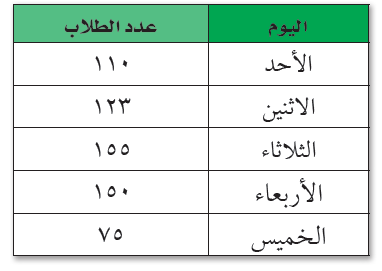 اليوم عدد الطلاب
الأحد ١١٠
الاثنين ١٢٣
الثلاثاء ١٥٥
الأربعاء ١٥٠
الخميس ٧٥